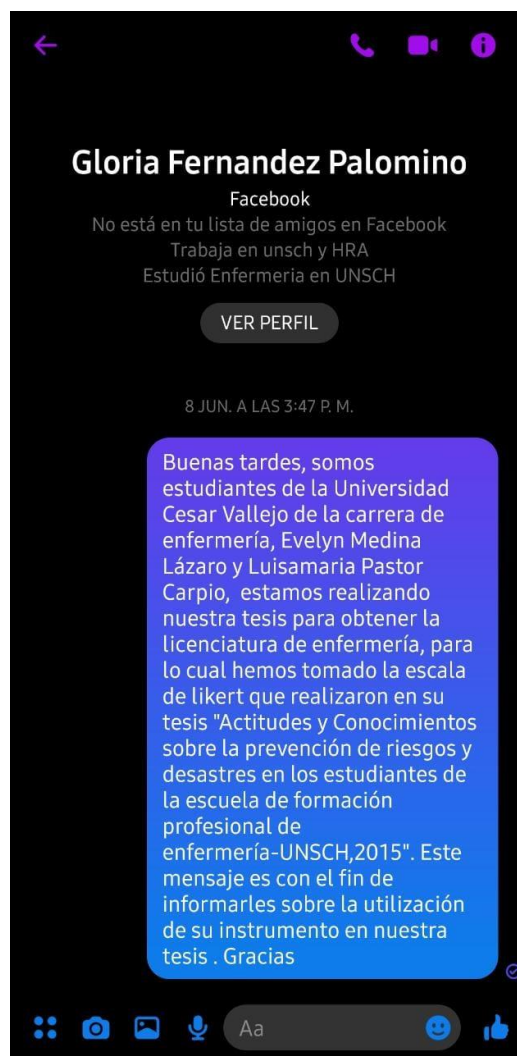 Gloria Fernandez Palomino
Facebook
No está en tu lista de amigos en Facebook
Trabaja en unsch y HRA
Estudió Enfermeria en UNSCH
VER PERFIL
8 JUN. A LAS 3:47 P. M.
Buenas tardes, somos
estudiantes de la Universidad
Cesar Vallejo de la carrera de
enfermería, Evelyn Medina
Lázaro y Luisamaria Pastor
Carpio,  estamos realizando
nuestra tesis para obtener la
licenciatura de enfermería, para
lo cual hemos tomado la escala
de likert que realizaron en su
tesis "Actitudes y Conocimientos
sobre la prevención de riesgos y
desastres en los estudiantes de
la escuela de formación
profesional de
enfermería-UNSCH,2015". Este
mensaje es con el fin de
informarles sobre la utilización
de su instrumento en nuestra
tesis . Gracias
Aa